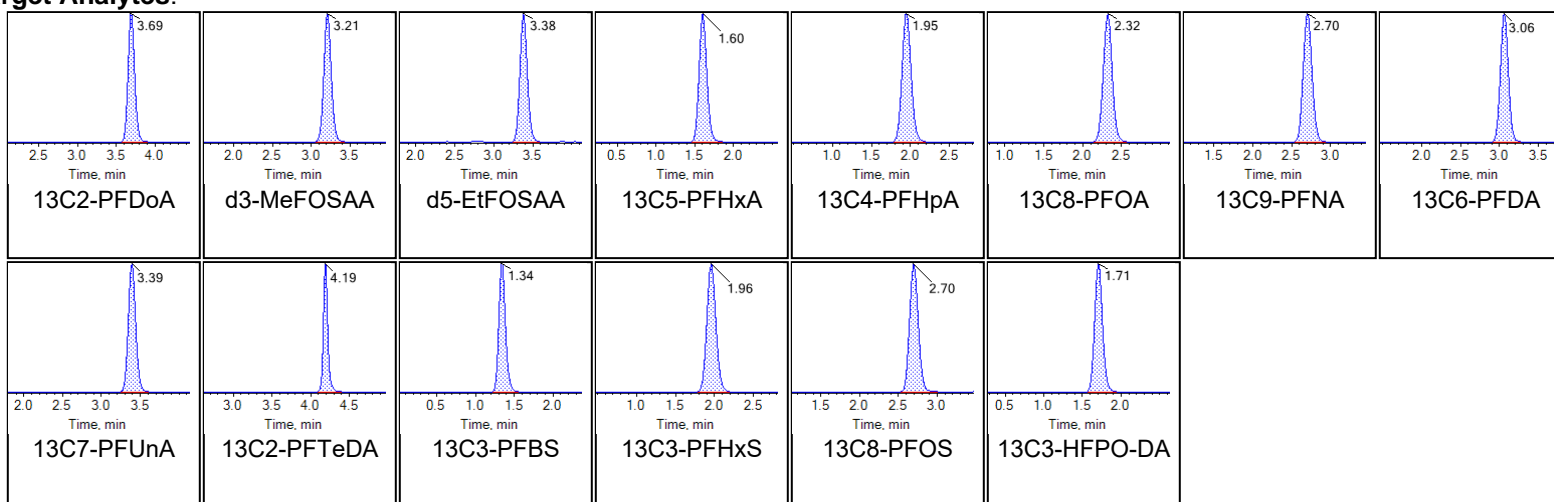 rget Analytes:
3.69 3.21 3.38 1.60 1.95 2.32 2.70 3.06
2.5 3.0 3.5 4.0 2.0 2.5 3.0 3.5 2.0 2.5 3.0 3.5 0.5 1.0 1.5 2.0 1.0 1.5 2.0 2.5 1.0 1.5 2.0 2.5 1.5 2.0 2.5 3.0 2.0 2.5 3.0 3.5
Time, min Time, min Time, min Time, min Time, min Time, min Time, min Time, min
13C2-PFDoA d3-MeFOSAA d5-EtFOSAA 13C5-PFHxA 13C4-PFHpA 13C8-PFOA 13C9-PFNA 13C6-PFDA
3.39 4.19 1.34 1.96 2.70 1.71
2.0 2.5 3.0 3.5 3.0 3.5 4.0 4.5 0.5 1.0 1.5 2.0 1.0 1.5 2.0 2.5 1.5 2.0 2.5 3.0 0.5 1.0 1.5 2.0
Time, min Time, min Time, min Time, min Time, min Time, min
13C7-PFUnA 13C2-PFTeDA 13C3-PFBS 13C3-PFHxS 13C8-PFOS 13C3-HFPO-DA